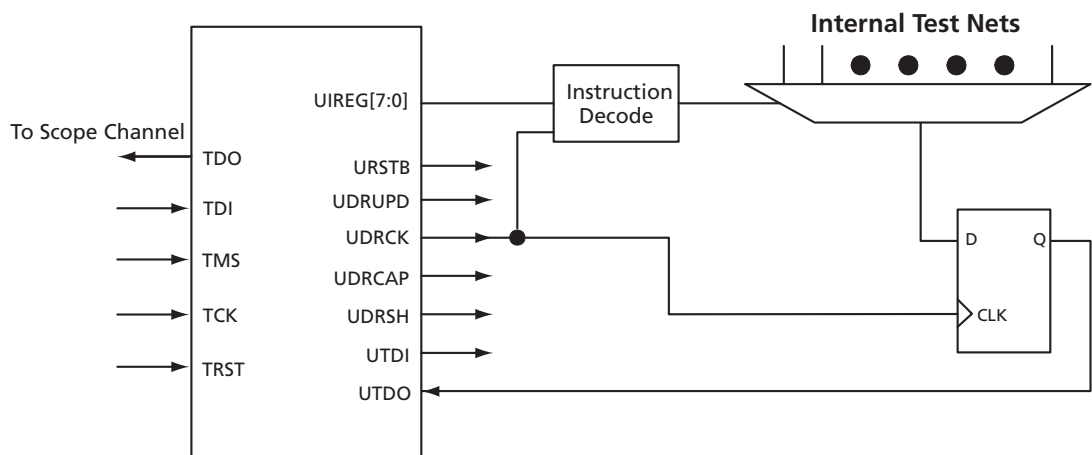 Internal Test Nets
UIREG[7:0]
Instruction
Decode
To Scope Channel
TDO
TDI
TMS
TCK
TRST
URSTB
UDRUPD
UDRCK
UDRCAP
UDRSH
UTDI
UTDO
D
Q
CLK